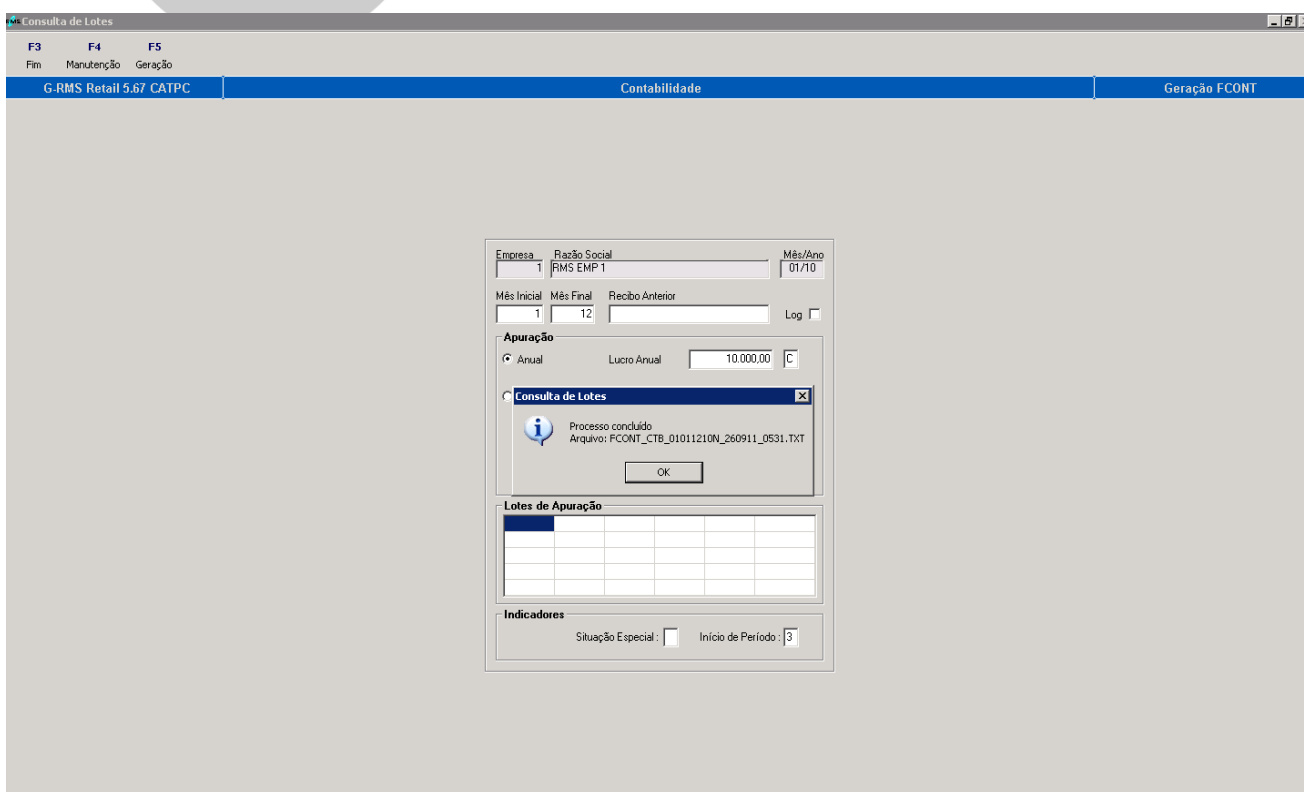 RMS Consulta de Lotes
F3 F4 F5
Fim Manutenção Geração
G-RMS Retail 5.67 CATPC Contabilidade Geração FCONT
Empresa Razão Social Mês/Ano
1 RMS EMP 1 01/10
Mês Inicial Mês Final Recibo Anterior
1 12 Log
Apuração
Anual Lucro Anual 10.000,00 C
Consulta de Lotes
Processo concluído
Arquivo: FCONT_CTB_01011210N_260911_0531.TXT
OK
Lotes de Apuração
Indicadores
Situação Especial : Início de Período : 3